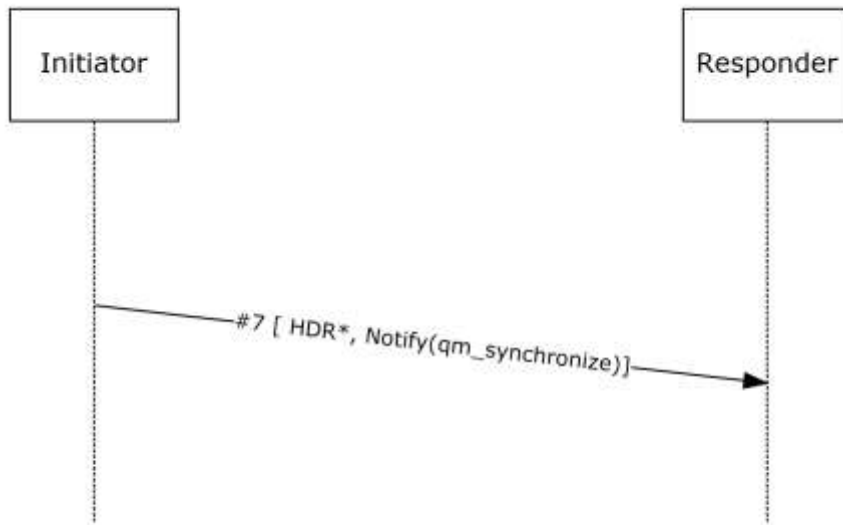 Initiator
Responder
#7 [ HDR*, Notify(qm_synchronize)]